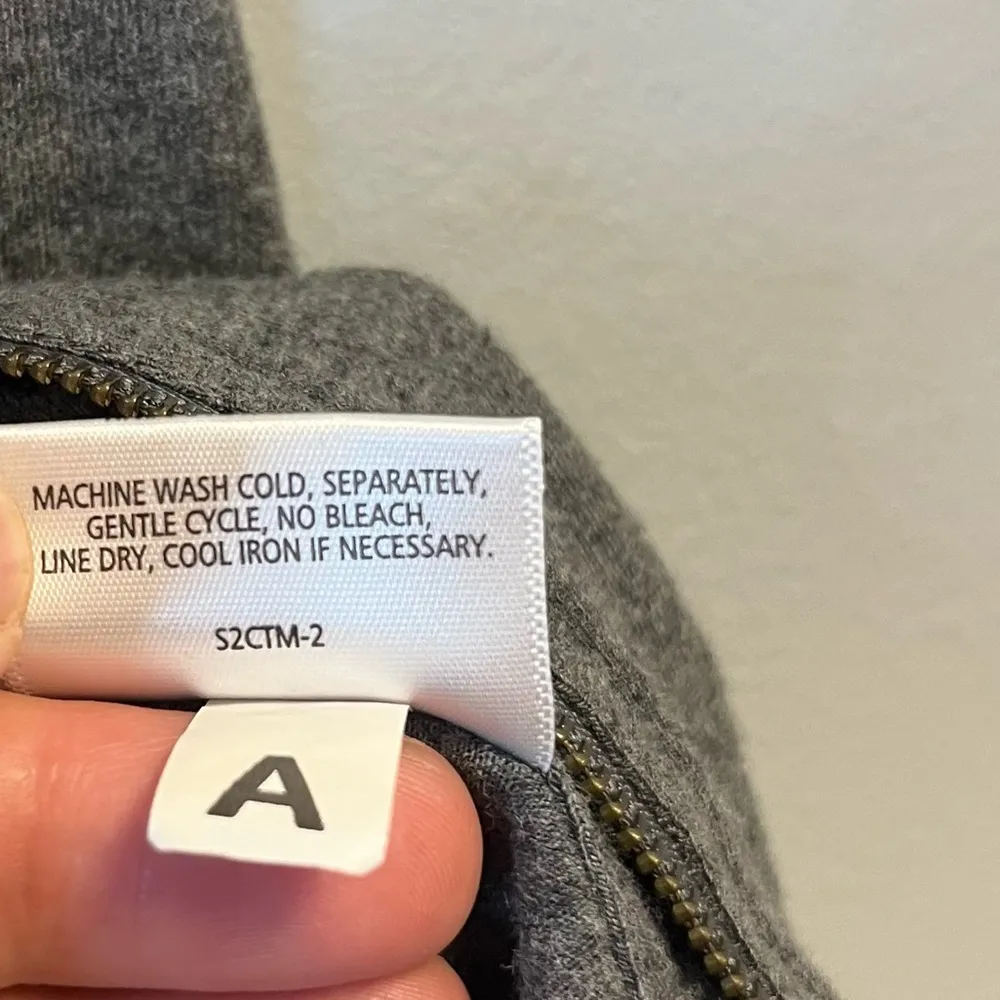 MACHINE WASH COLD, SEPARATELY,
GENTLE CYCLE, NO BLEACH,
LINE DRY, COOL IRON IF NECESSARY.
S2CTM-2
A